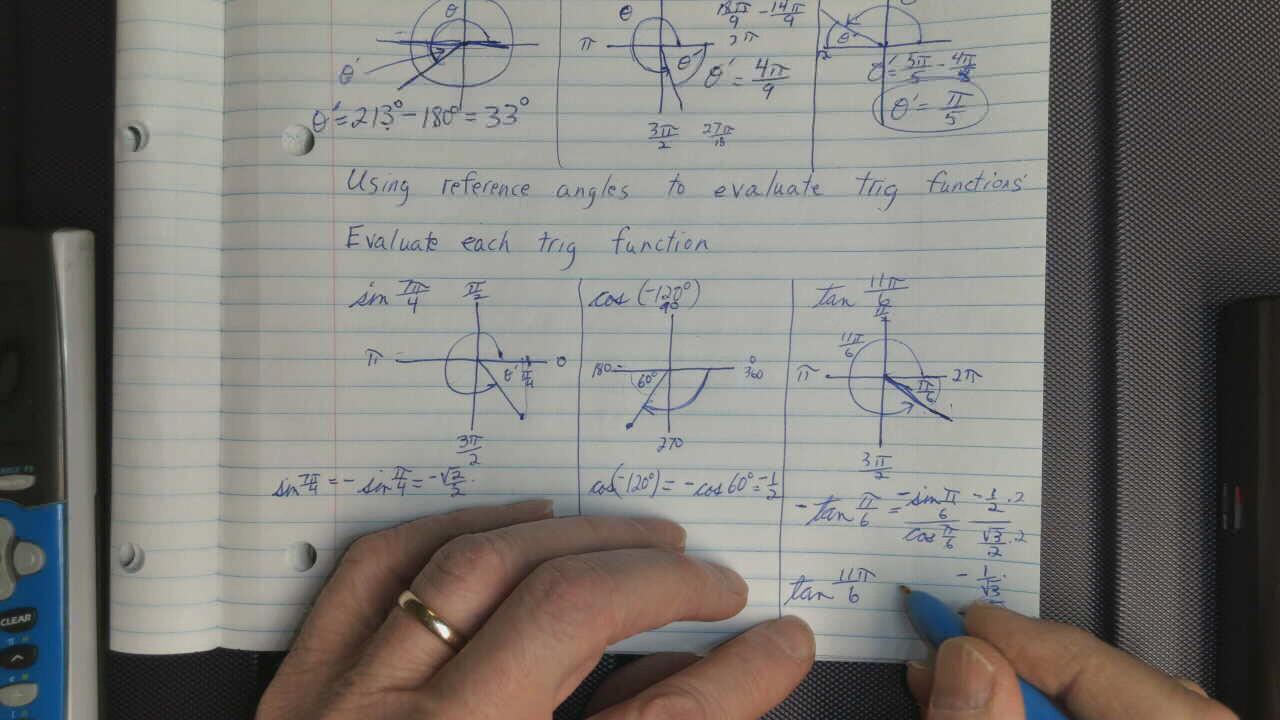 θ θ 18π/9 - 14π/9
π 2π θ'
θ' θ' θ' = 4π/9 θ' = 5π/5 - 4π/5
θ' = 213° - 180° = 33° θ' = π/5
3π/2 27π/18
Using reference angles to evaluate trig functions
Evaluate each trig function
sin 7π/4 π/2 cos (-120°) tan 11π/6
90 π/2
11π/6
π 0 180 0 360 π 2π
θ' π/4 60° π/6
3π/2 270 3π/2
sin 7π/4 = - sin π/4 = -√2/2 cos(-120°) = -cos 60° = -1/2
-tan π/6 = -sin π/6 / cos π/6 -1/2 · 2 / √3/2 · 2
tan 11π/6 - 1/√3
CLEAR